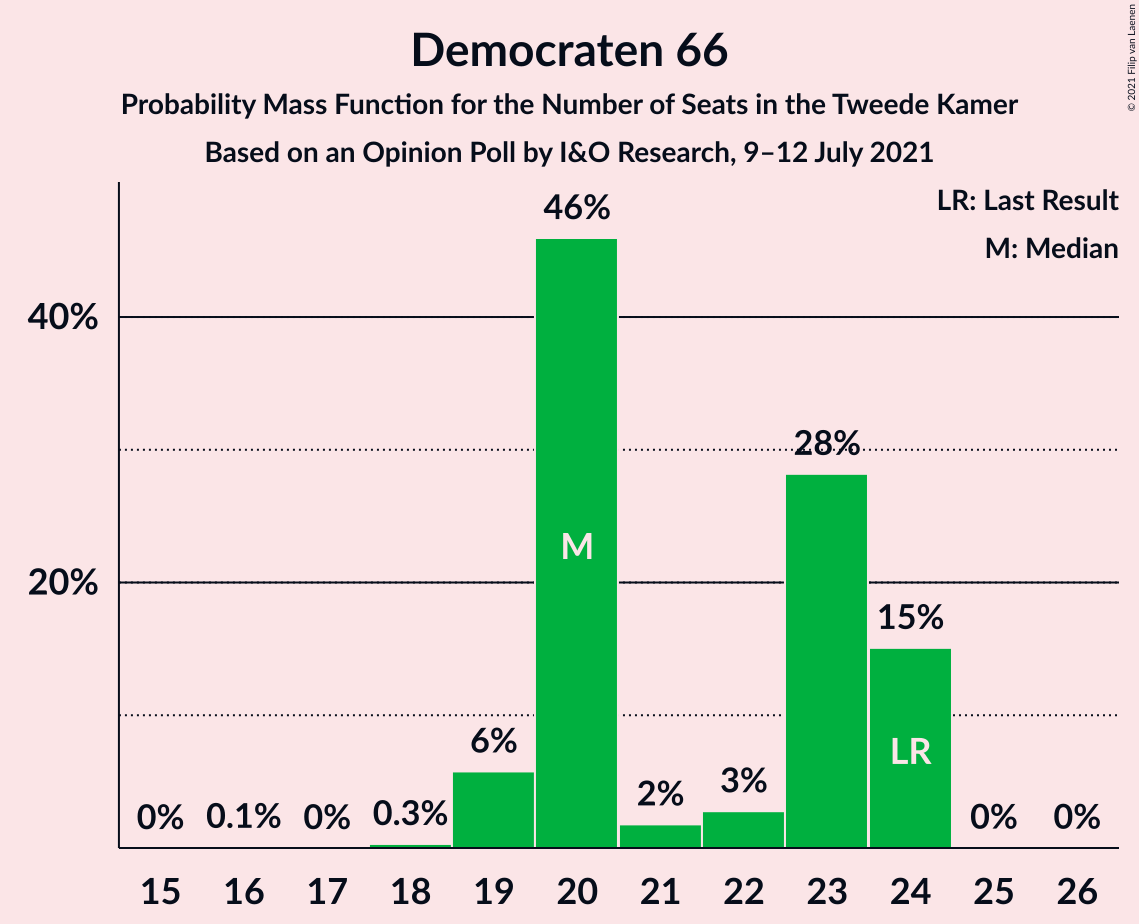 Democraten 66
Probability Mass Function for the Number of Seats in the Tweede Kamer
Based on an Opinion Poll by I&O Research, 9–12 July 2021
© 2021 Filip van Laenen
LR: Last Result
M: Median
40%
20%
0%
0.1%
0%
0.3%
6%
46%
M
2%
3%
28%
15%
LR
0%
0%
15 16 17 18 19 20 21 22 23 24 25 26